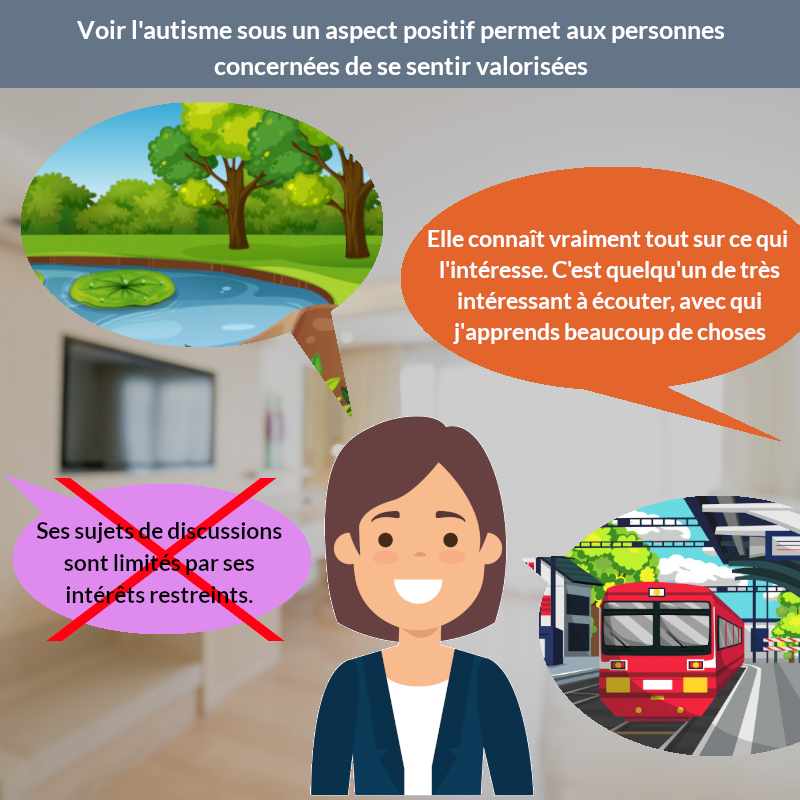 Voir l'autisme sous un aspect positif permet aux personnes
concernées de se sentir valorisées
Elle connaît vraiment tout sur ce qui
l'intéresse. C'est quelqu'un de très
intéressant à écouter, avec qui
j'apprends beaucoup de choses
Ses sujets de discussions
sont limités par ses
intérêts restreints.